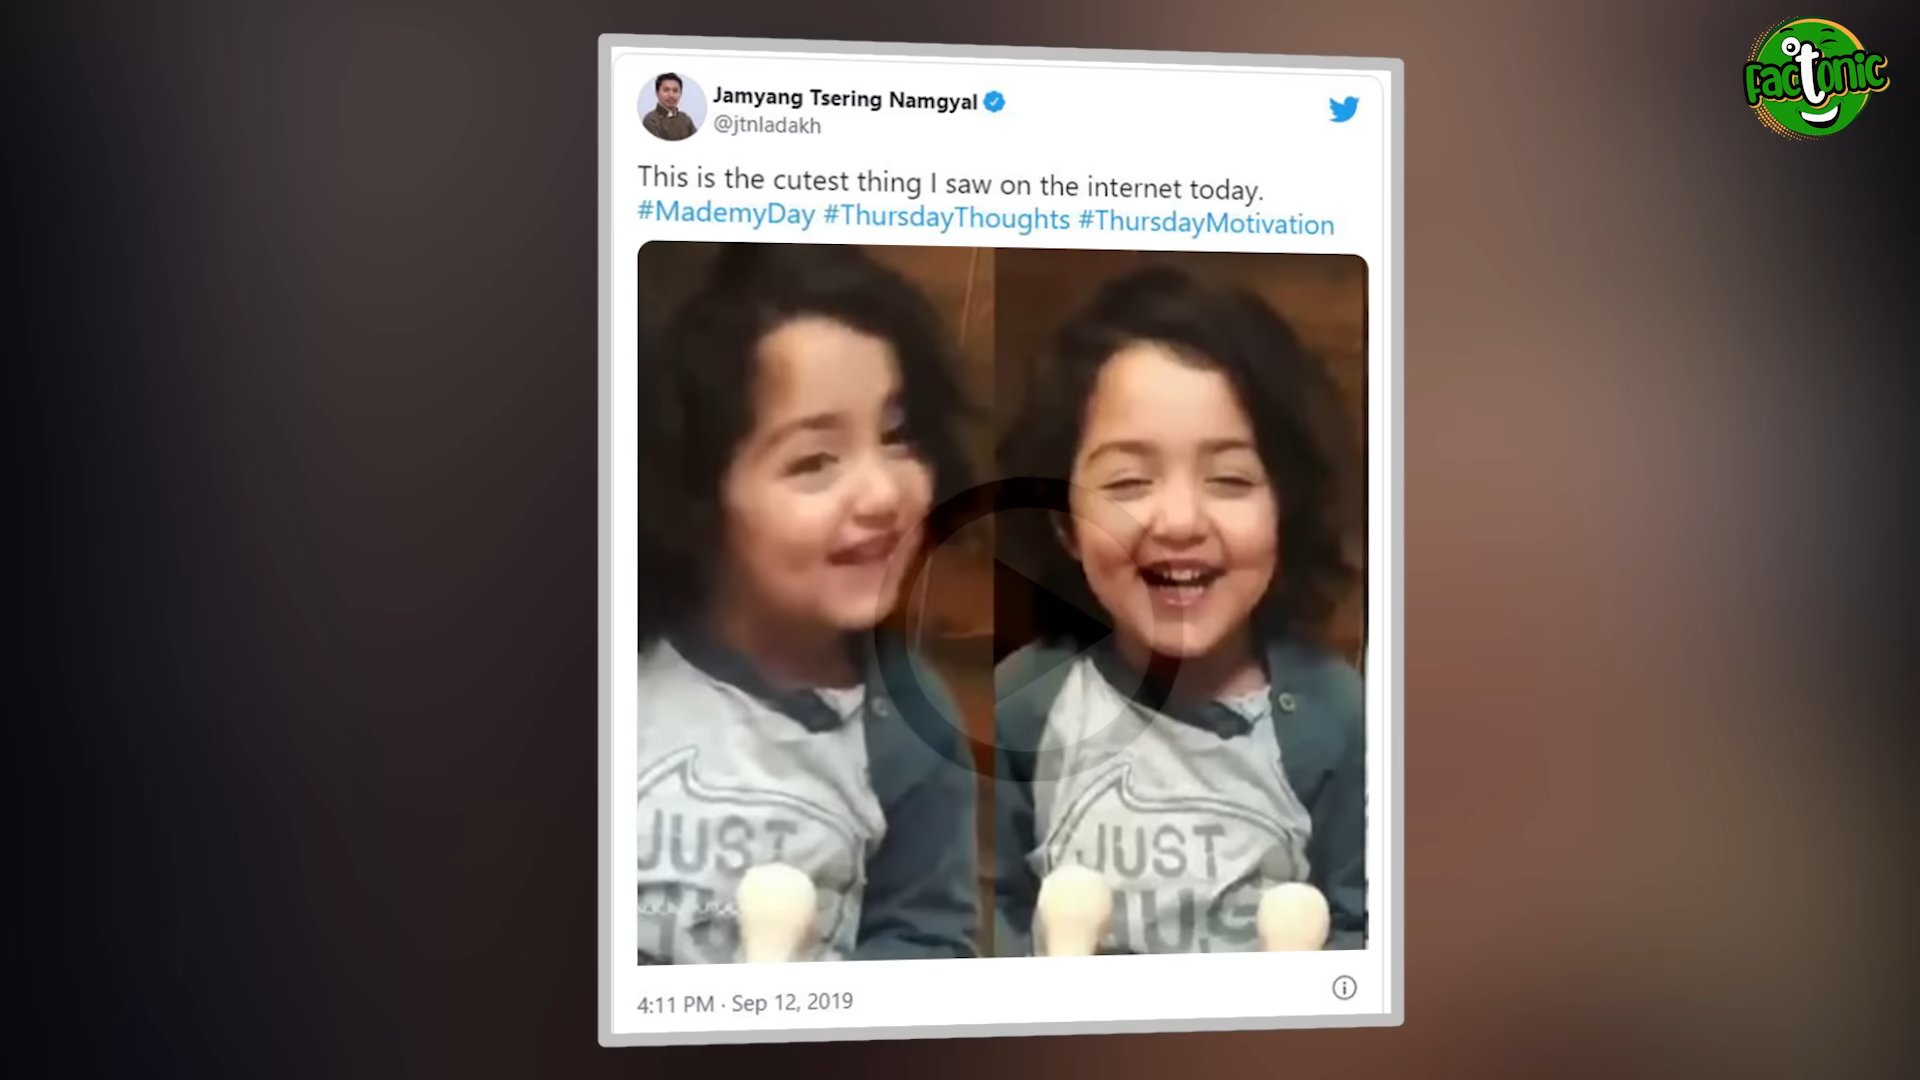 Factonic
Jamyang Tsering Namgyal
@jtnladakh
This is the cutest thing I saw on the internet today.
#MademyDay #ThursdayThoughts #ThursdayMotivation
JUST
JUST
HUG
4:11 PM · Sep 12, 2019